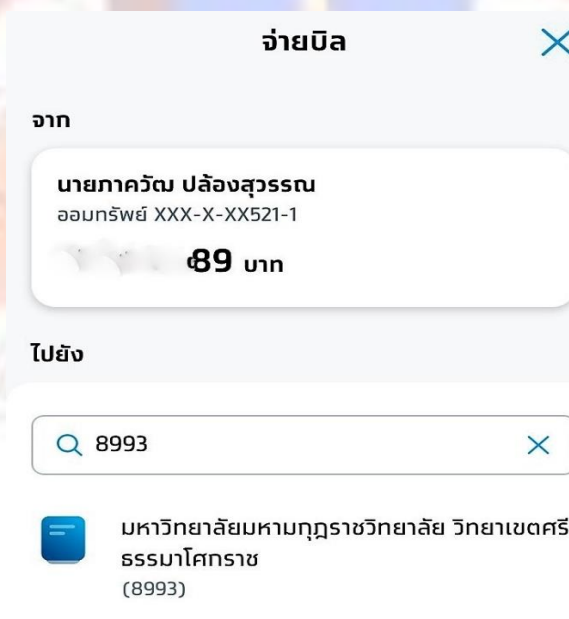 จ่ายบิล
จาก
นายภาควัฒ ปล้องสุวรรณ
ออมทรัพย์ XXX-X-XX521-1
89 บาท
ไปยัง
8993
มหาวิทยาลัยมหามกุฏราชวิทยาลัย วิทยาเขตศรี
ธรรมาโศกราช
(8993)